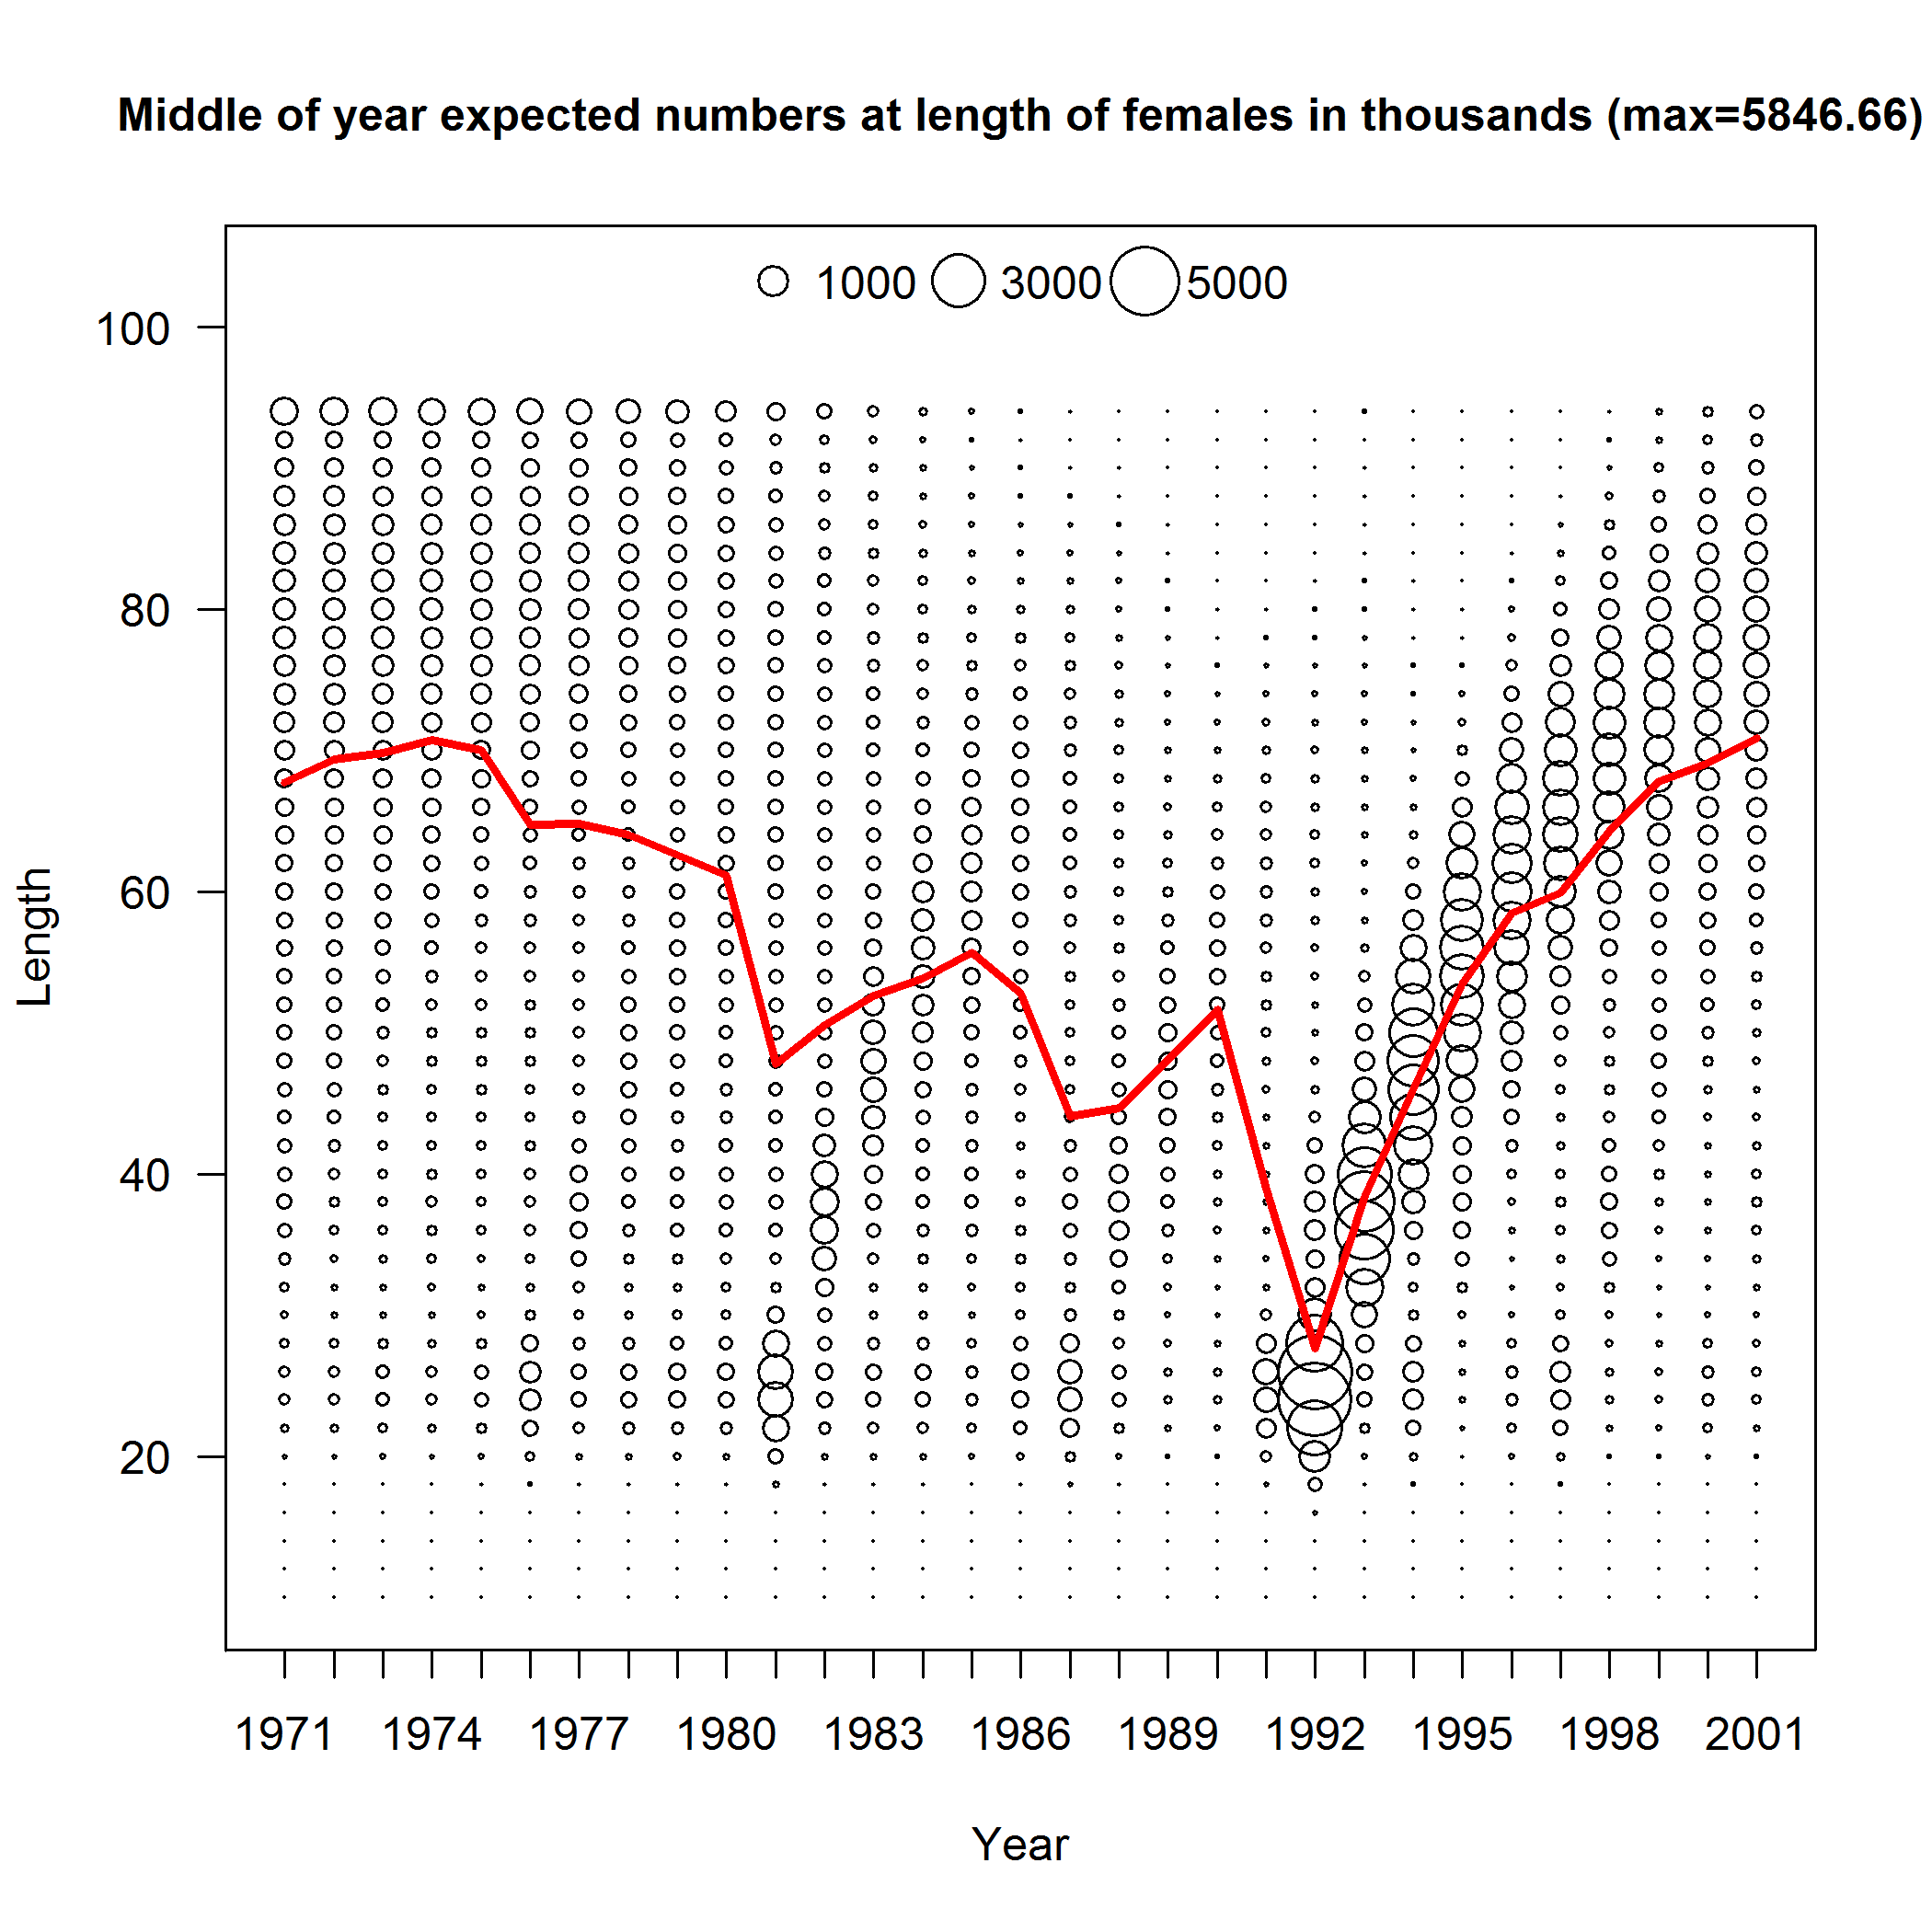 Middle of year expected numbers at length of females in thousands (max=5846.66)
1000 3000 5000
100
80
60
40
20
Length
1971 1974 1977 1980 1983 1986 1989 1992 1995 1998 2001
Year